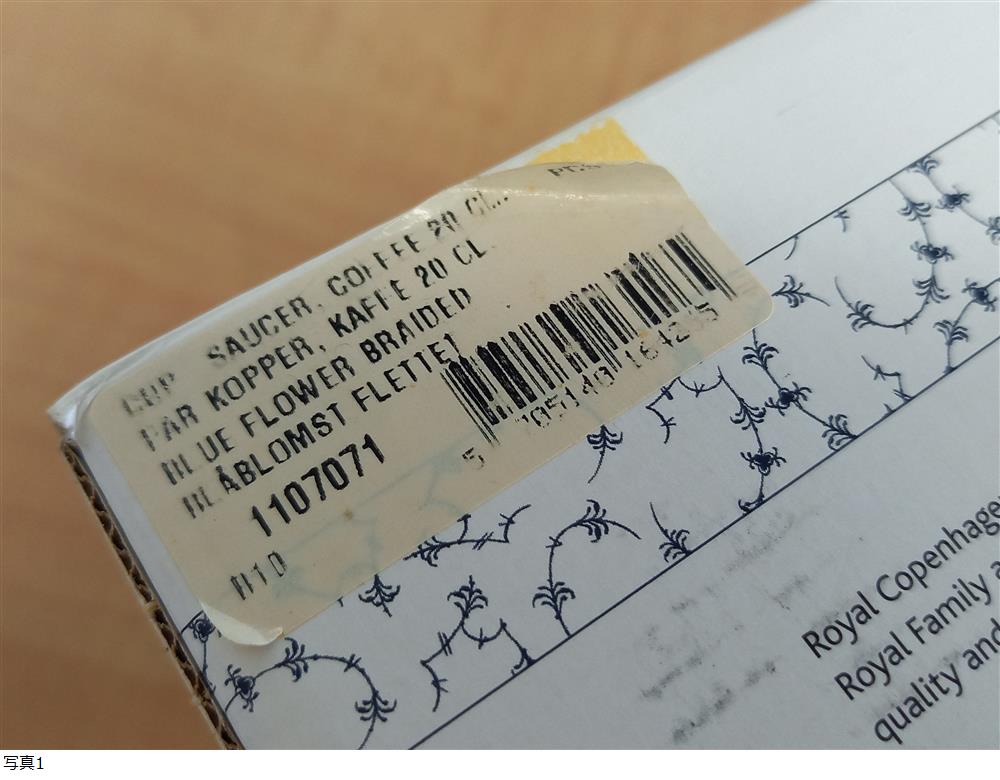 CUP SAUCER, COFFEE 20 CL.
PAR KOPPER, KAFFE 20 CL
BLUE FLOWER BRAIDED
BLÅBLOMST FLETTET
1107071
PCS
Royal Copenhage
Royal Family a
quality and
写真1